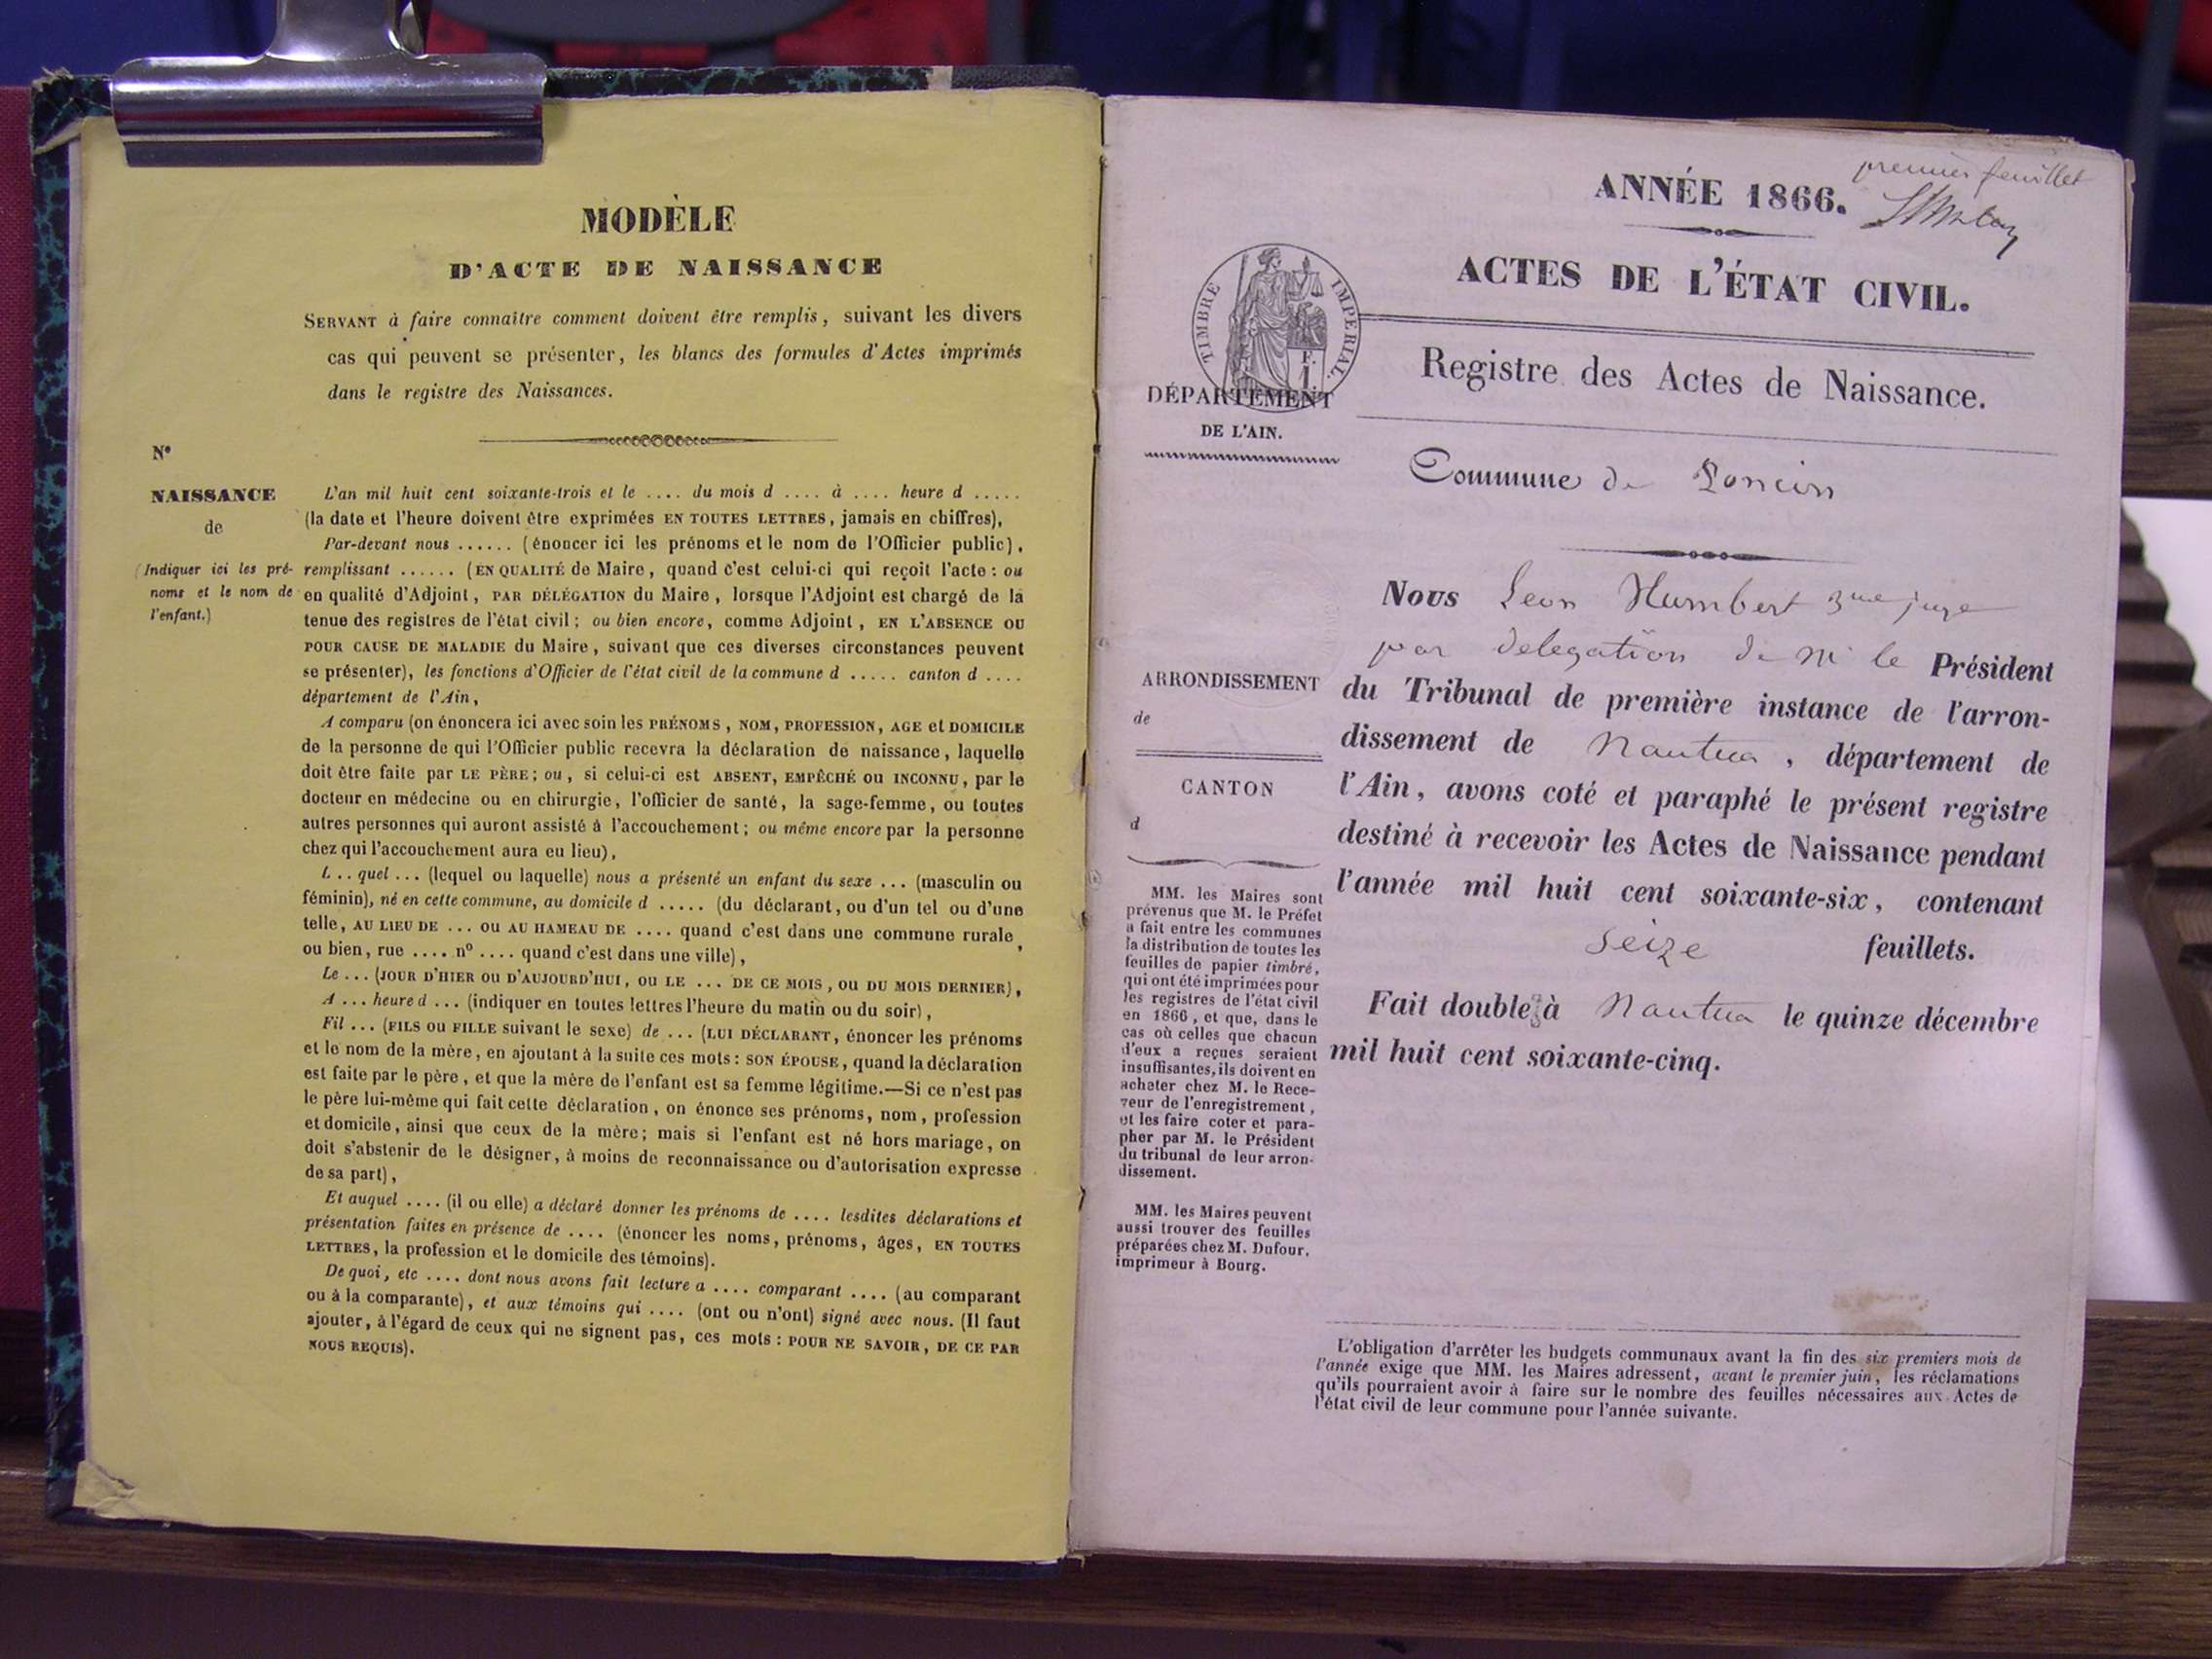 MODÈLE
D'ACTE DE NAISSANCE
SERVANT à faire connaître comment doivent être remplis, suivant les divers
cas qui peuvent se présenter, les blancs des formules d'Actes imprimés
dans le registre des Naissances.
N°
NAISSANCE
de
(Indiquer ici les pré-
noms et le nom de
l'enfant.)
L'an mil huit cent soixante-trois et le .... du mois d .... à .... heure d .....
(la date et l'heure doivent être exprimées EN TOUTES LETTRES, jamais en chiffres),
Par-devant nous ...... (énoncer ici les prénoms et le nom de l'Officier public),
remplissant ...... (EN QUALITÉ de Maire, quand c'est celui-ci qui reçoit l'acte : ou
en qualité d'Adjoint, PAR DÉLÉGATION du Maire, lorsque l'Adjoint est chargé de la
tenue des registres de l'état civil ; ou bien encore, comme Adjoint, EN L'ABSENCE OU
POUR CAUSE DE MALADIE du Maire, suivant que ces diverses circonstances peuvent
se présenter), les fonctions d'Officier de l'état civil de la commune d ..... canton d ....
département de l'Ain,
A comparu (on énoncera ici avec soin les PRÉNOMS, NOM, PROFESSION, AGE et DOMICILE
de la personne de qui l'Officier public recevra la déclaration de naissance, laquelle
doit être faite par LE PÈRE; ou, si celui-ci est ABSENT, EMPÊCHÉ OU INCONNU, par le
docteur en médecine ou en chirurgie, l'officier de santé, la sage-femme, ou toutes
autres personnes qui auront assisté à l'accouchement; ou même encore par la personne
chez qui l'accouchement aura eu lieu),
L .. quel ... (lequel ou laquelle) nous a présenté un enfant du sexe ... (masculin ou
féminin), né en cette commune, au domicile d ..... (du déclarant, ou d'un tel ou d'une
telle, AU LIEU DE ... OU AU HAMEAU DE .... quand c'est dans une commune rurale,
ou bien, rue .... n° .... quand c'est dans une ville),
Le ... (JOUR D'HIER OU D'AUJOURD'HUI, OU LE ... DE CE MOIS, OU DU MOIS DERNIER),
A ... heure d ... (indiquer en toutes lettres l'heure du matin ou du soir),
Fil ... (FILS OU FILLE suivant le sexe) de ... (LUI DÉCLARANT, énoncer les prénoms
et le nom de la mère, en ajoutant à la suite ces mots : SON ÉPOUSE, quand la déclaration
est faite par le père, et que la mère de l'enfant est sa femme légitime.—Si ce n'est pas
le père lui-même qui fait cette déclaration, on énonce ses prénoms, nom, profession
et domicile, ainsi que ceux de la mère; mais si l'enfant est né hors mariage, on
doit s'abstenir de le désigner, à moins de reconnaissance ou d'autorisation expresse
de sa part),
Et auquel .... (il ou elle) a déclaré donner les prénoms de .... lesdites déclarations et
présentation faites en présence de .... (énoncer les noms, prénoms, âges, EN TOUTES
LETTRES, la profession et le domicile des témoins).
De quoi, etc .... dont nous avons fait lecture a .... comparant .... (au comparant
ou à la comparante), et aux témoins qui .... (ont ou n'ont) signé avec nous. (Il faut
ajouter, à l'égard de ceux qui ne signent pas, ces mots : POUR NE SAVOIR, DE CE PAR
NOUS REQUIS).
premier feuillet
ANNÉE 1866.
ACTES DE L'ÉTAT CIVIL.
TIMBRE IMPÉRIAL.
Registre des Actes de Naissance.
DÉPARTEMENT
DE L'AIN.
Commune de Poncin
Nous Leon Humbert 3me juge
par delegation de Mr le Président
du Tribunal de première instance de l'arron-
dissement de Nantua, département de
l'Ain, avons coté et paraphé le présent registre
destiné à recevoir les Actes de Naissance pendant
l'année mil huit cent soixante-six, contenant
Seize feuillets.
Fait double à Nantua le quinze décembre
mil huit cent soixante-cinq.
ARRONDISSEMENT
de
CANTON
d
MM. les Maires sont
prévenus que M. le Préfet
a fait entre les communes
la distribution de toutes les
feuilles de papier timbré,
qui ont été imprimées pour
les registres de l'état civil
en 1866, et que, dans le
cas où celles que chacun
d'eux a reçues seraient
insuffisantes, ils doivent en
acheter chez M. le Rece-
veur de l'enregistrement,
et les faire coter et para-
pher par M. le Président
du tribunal de leur arron-
dissement.
MM. les Maires peuvent
aussi trouver des feuilles
préparées chez M. Dufour,
imprimeur à Bourg.
L'obligation d'arrêter les budgets communaux avant la fin des six premiers mois de
l'année exige que MM. les Maires adressent, avant le premier juin, les réclamations
qu'ils pourraient avoir à faire sur le nombre des feuilles nécessaires aux Actes de
l'état civil de leur commune pour l'année suivante.